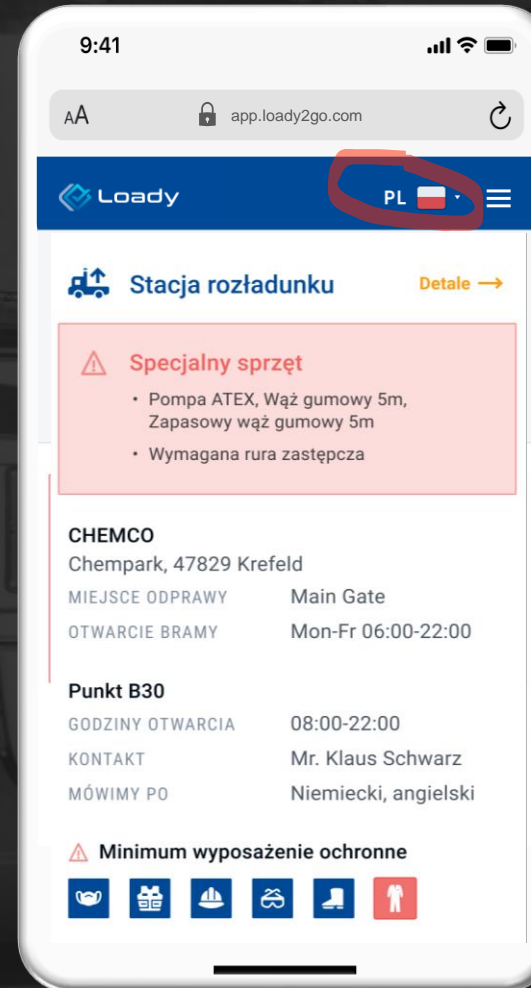 9:41
AA app.loady2go.com
Loady PL
Stacja rozładunku Detale →
Specjalny sprzęt
• Pompa ATEX, Wąż gumowy 5m,
Zapasowy wąż gumowy 5m
• Wymagana rura zastępcza
CHEMCO
Chempark, 47829 Krefeld
MIEJSCE ODPRAWY Main Gate
OTWARCIE BRAMY Mon-Fr 06:00-22:00
Punkt B30
GODZINY OTWARCIA 08:00-22:00
KONTAKT Mr. Klaus Schwarz
MÓWIMY PO Niemiecki, angielski
Minimum wyposażenie ochronne